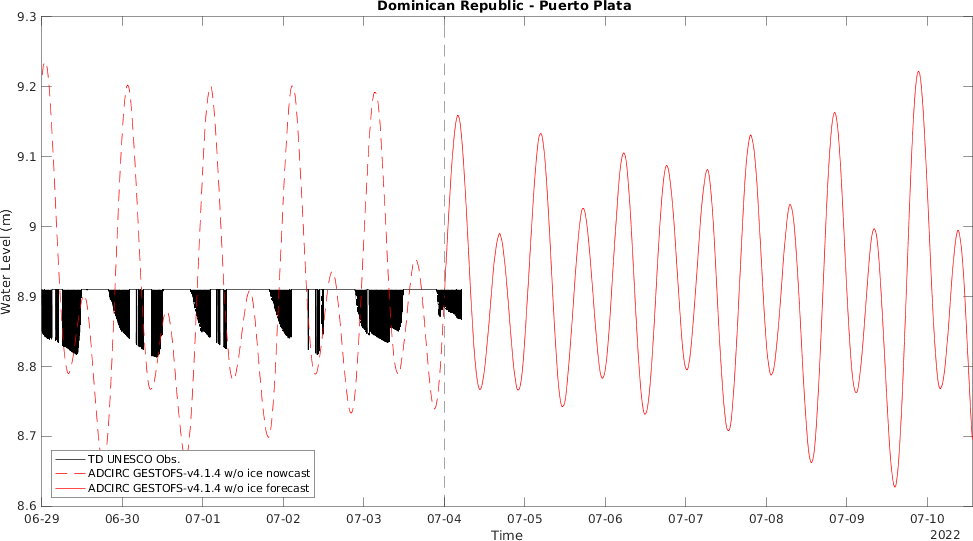 Dominican Republic - Puerto Plata
9.3
9.2
9.1
9
8.9
8.8
8.7
8.6
Water Level (m)
TD UNESCO Obs.
ADCIRC GESTOFS-v4.1.4 w/o ice nowcast
ADCIRC GESTOFS-v4.1.4 w/o ice forecast
06-29 06-30 07-01 07-02 07-03 07-04 07-05 07-06 07-07 07-08 07-09 07-10
Time
2022